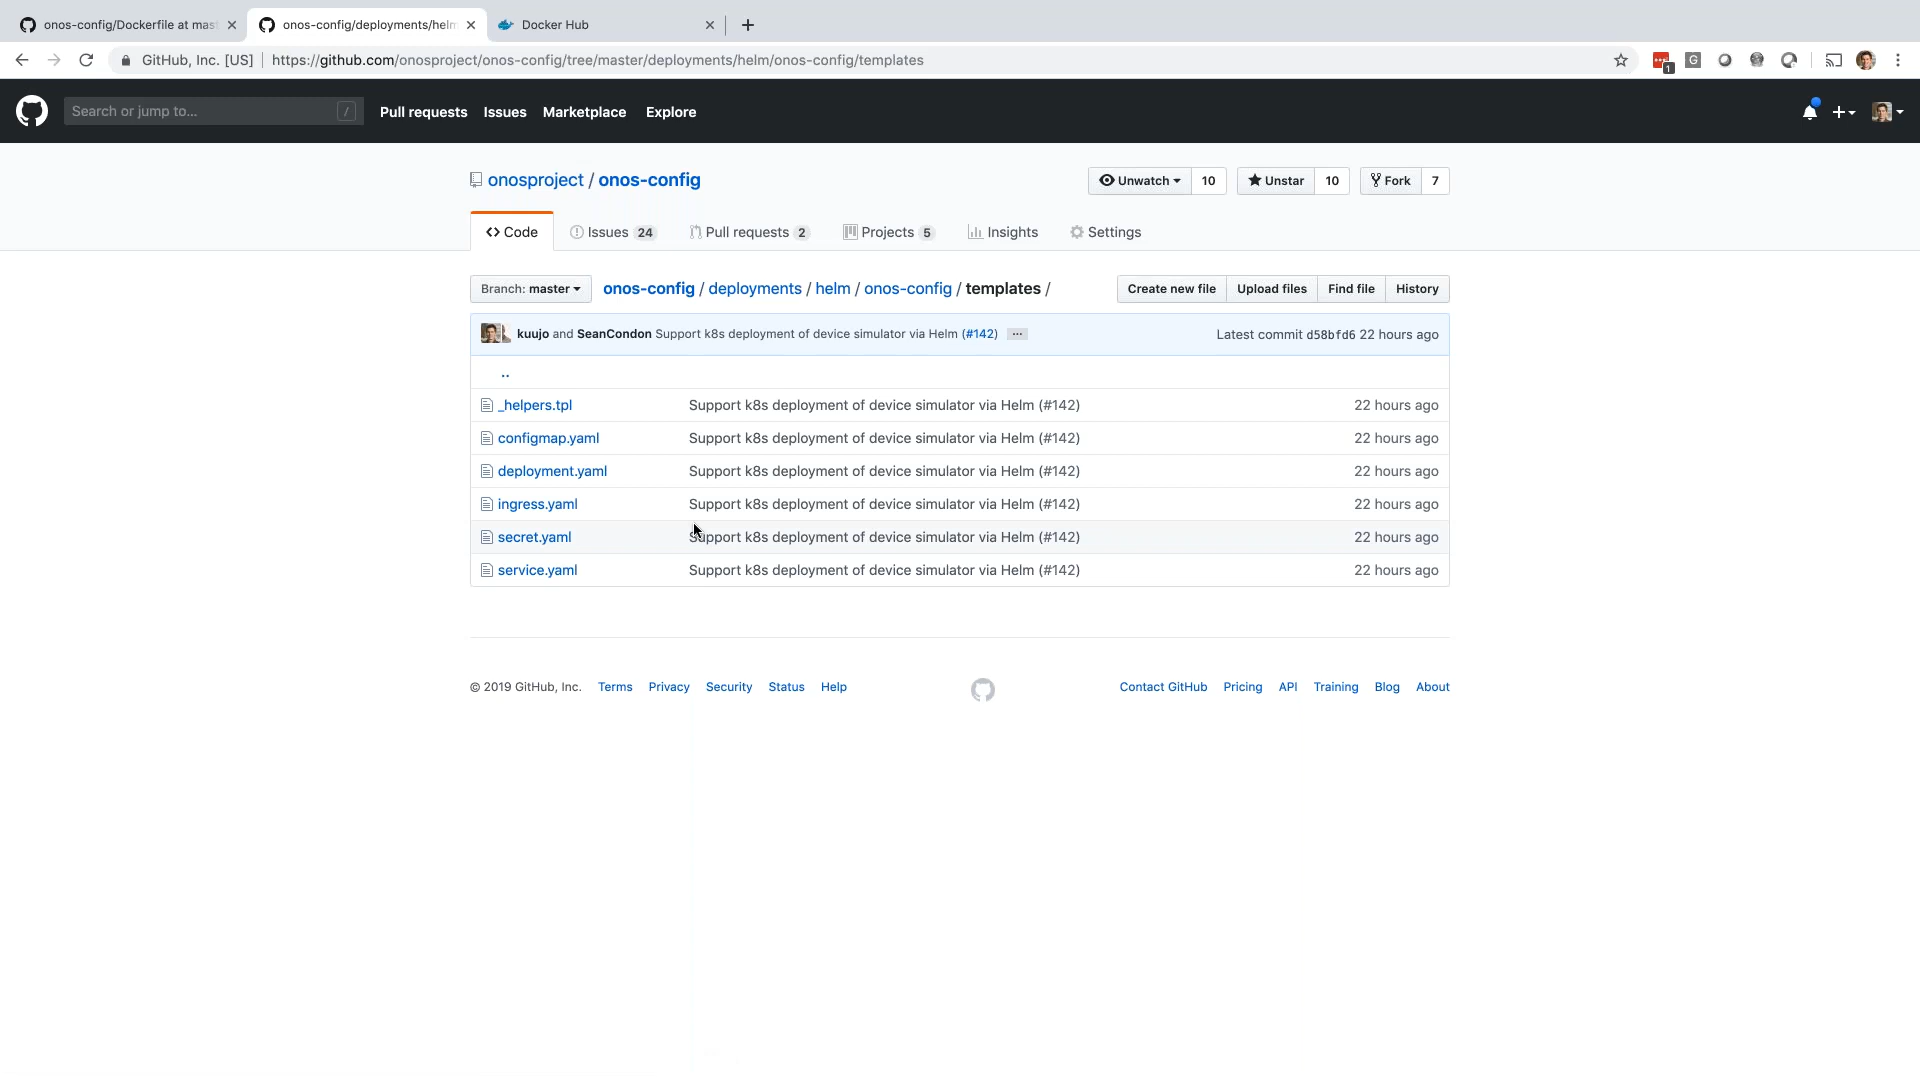 onos-config/Dockerfile at mas
onos-config/deployments/helm
Docker Hub
GitHub, Inc. [US]
https://github.com/onosproject/onos-config/tree/master/deployments/helm/onos-config/templates
1
G
Search or jump to...
/
Pull requests
Issues
Marketplace
Explore
onosproject / onos-config
Unwatch 10
Unstar 10
Fork 7
Code
Issues 24
Pull requests 2
Projects 5
Insights
Settings
Branch: master
onos-config / deployments / helm / onos-config / templates /
Create new file
Upload files
Find file
History
kuujo and SeanCondon Support k8s deployment of device simulator via Helm (#142) ...
Latest commit d58bfd6 22 hours ago
..
_helpers.tpl Support k8s deployment of device simulator via Helm (#142) 22 hours ago
configmap.yaml Support k8s deployment of device simulator via Helm (#142) 22 hours ago
deployment.yaml Support k8s deployment of device simulator via Helm (#142) 22 hours ago
ingress.yaml Support k8s deployment of device simulator via Helm (#142) 22 hours ago
secret.yaml Support k8s deployment of device simulator via Helm (#142) 22 hours ago
service.yaml Support k8s deployment of device simulator via Helm (#142) 22 hours ago
© 2019 GitHub, Inc.
Terms
Privacy
Security
Status
Help
Contact GitHub
Pricing
API
Training
Blog
About